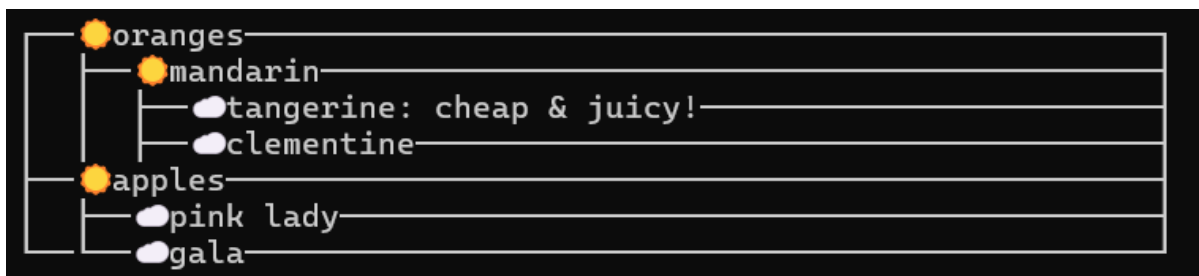 oranges
mandarin
tangerine: cheap & juicy!
clementine
apples
pink lady
gala